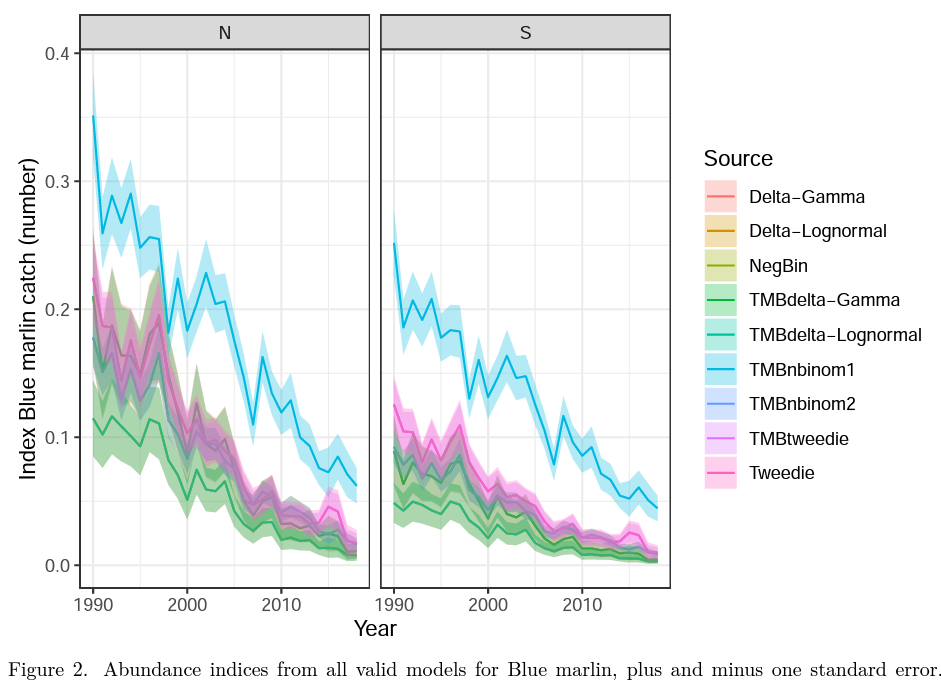 N
S
0.4
0.3
0.2
0.1
0.0
Index Blue marlin catch (number)
1990
2000
2010
1990
2000
2010
Year
Source
Delta−Gamma
Delta−Lognormal
NegBin
TMBdelta−Gamma
TMBdelta−Lognormal
TMBnbinom1
TMBnbinom2
TMBtweedie
Tweedie
Figure 2. Abundance indices from all valid models for Blue marlin, plus and minus one standard error.